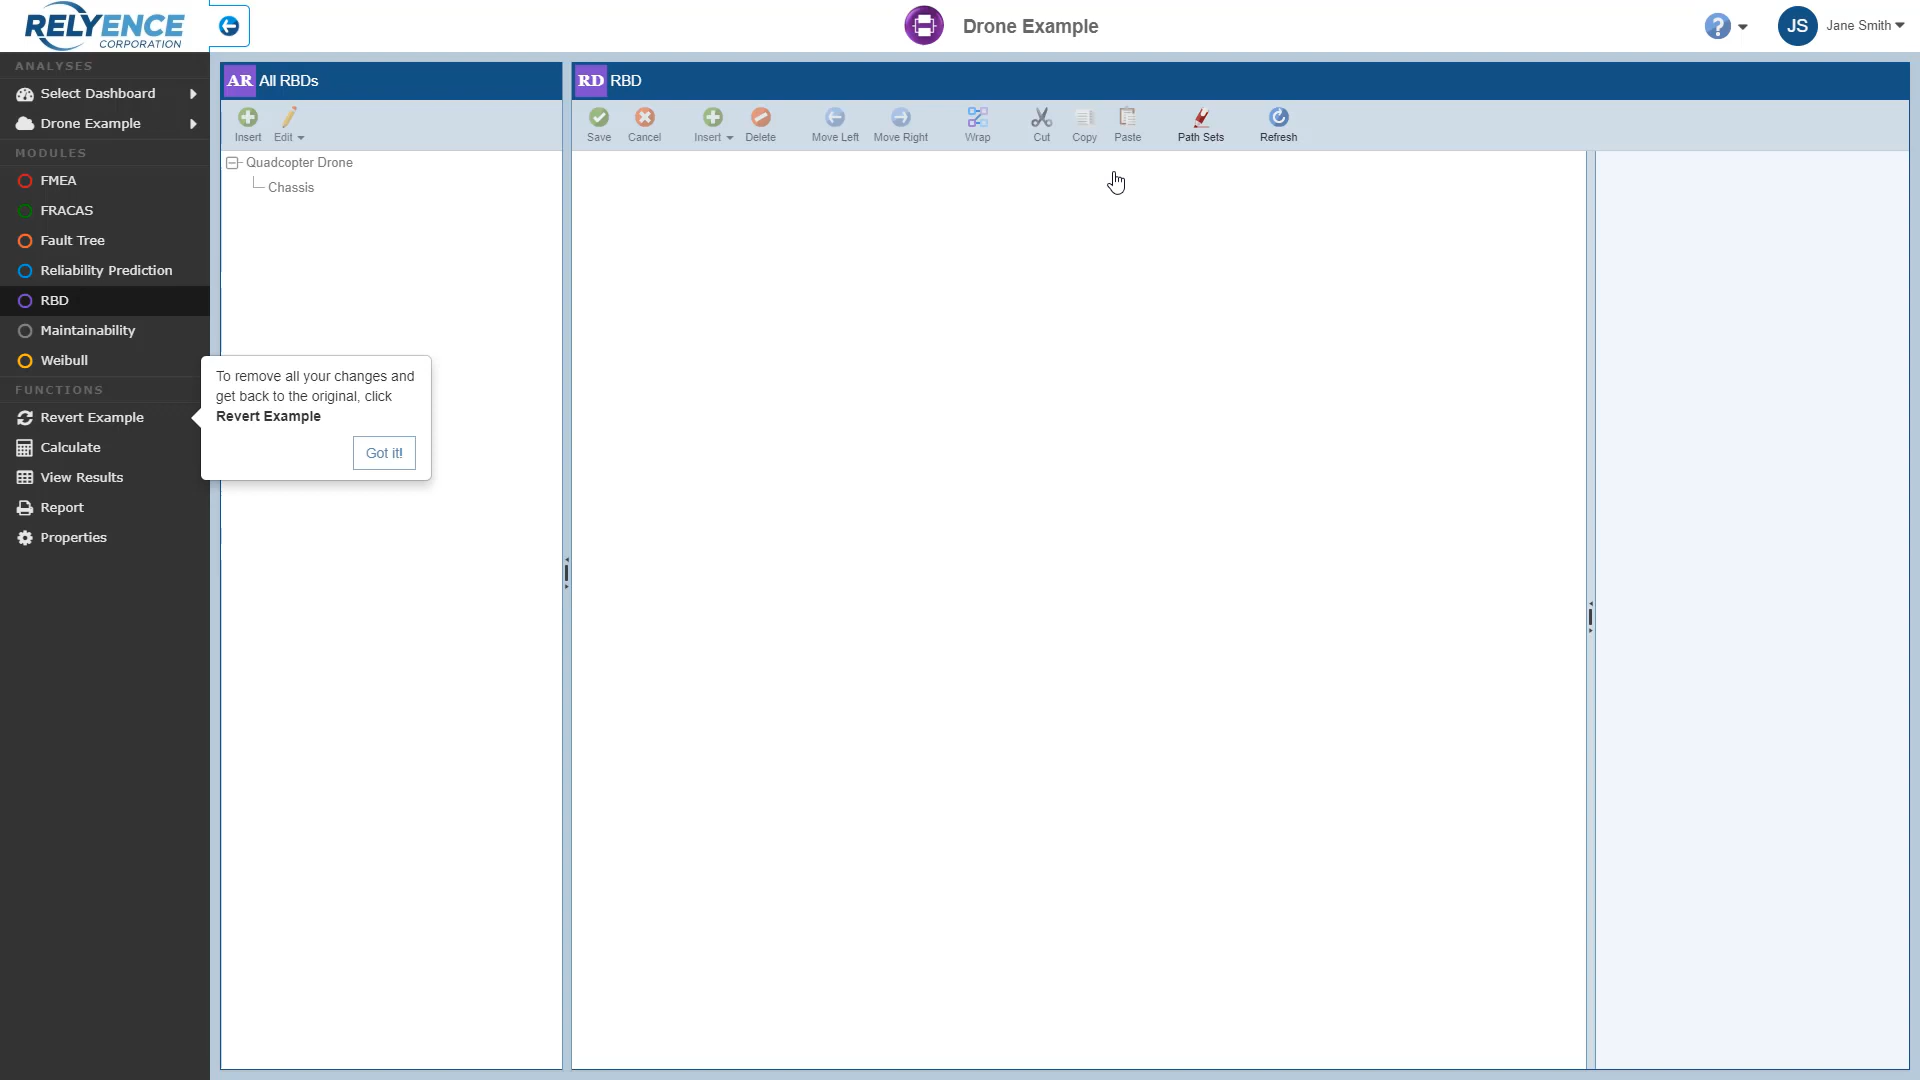 RELYENCE
CORPORATION
Drone Example
?
JS
Jane Smith
ANALYSES
Select Dashboard
Drone Example
MODULES
FMEA
FRACAS
Fault Tree
Reliability Prediction
RBD
Maintainability
Weibull
FUNCTIONS
Revert Example
Calculate
View Results
Report
Properties
AR All RBDs
Insert Edit
Quadcopter Drone
Chassis
To remove all your changes and
get back to the original, click
Revert Example
Got it!
RD RBD
Save Cancel Insert Delete Move Left Move Right Wrap Cut Copy Paste Path Sets Refresh